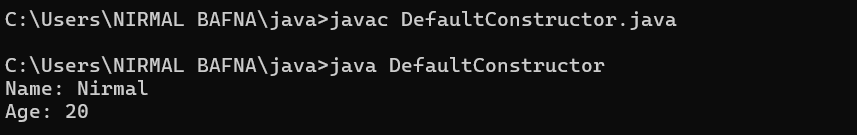 C:\Users\NIRMAL BAFNA\java>javac DefaultConstructor.java
C:\Users\NIRMAL BAFNA\java>java DefaultConstructor
Name: Nirmal
Age: 20